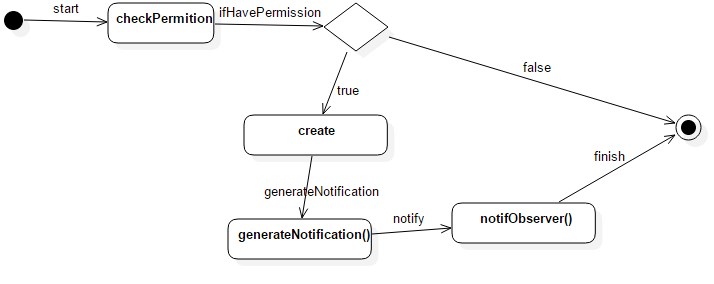 start
checkPermition
ifHavePermission
false
true
create
generateNotification
generateNotification()
notify
notifObserver()
finish